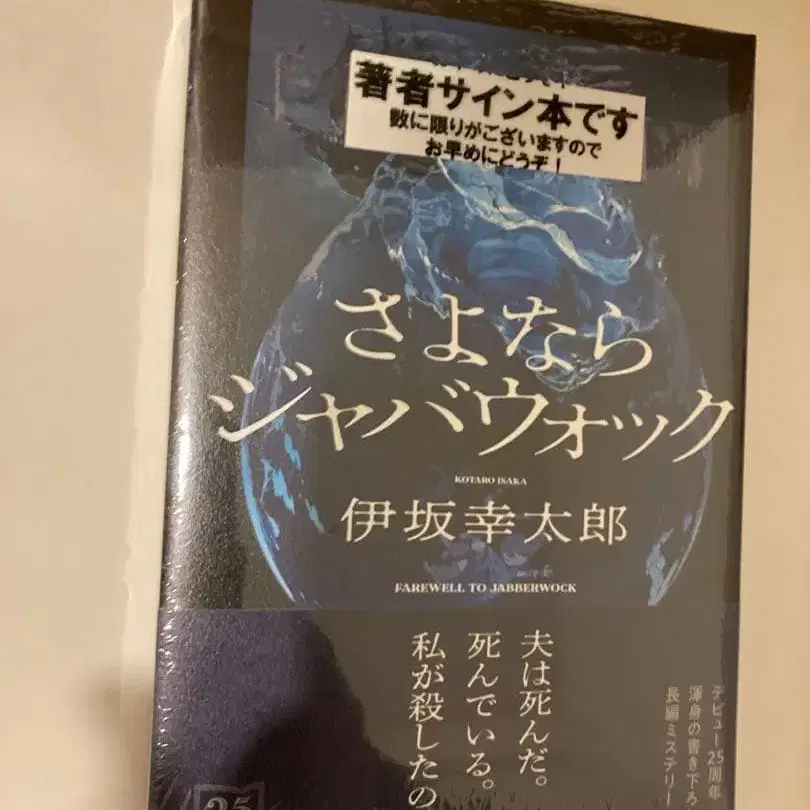 著者サイン本です
数に限りがございますので
お早めにどうぞ！
さよなら
ジャバウォック
KOTARO ISAKA
伊坂幸太郎
FAREWELL TO JABBERWOCK
夫は死んだ。
死んでいる。
私が殺したの
デビュー25周年
渾身の書き下ろ
長編ミステリー
25